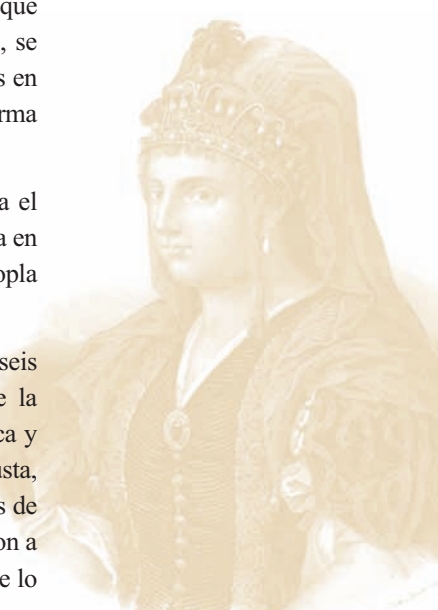 que
, se
s en
rma
a el
a en
opla
seis
e la
ca y
usta,
s de
on a
e lo